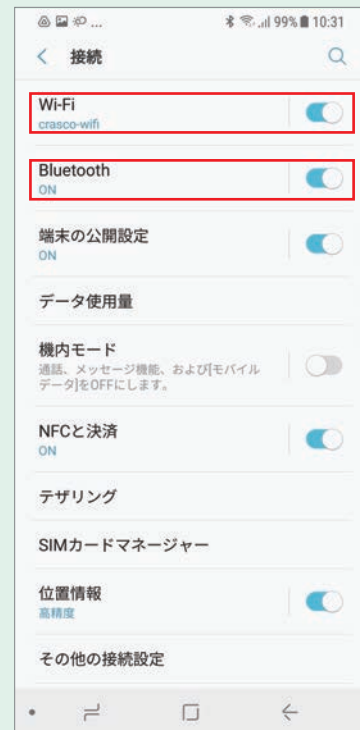 ... 99% 10:31
接続
Wi-Fi
crasco-wifi
Bluetooth
ON
端末の公開設定
ON
データ使用量
機内モード
通話、メッセージ機能、および[モバイル
データ]をOFFにします。
NFCと決済
ON
テザリング
SIMカードマネージャー
位置情報
高精度
その他の接続設定